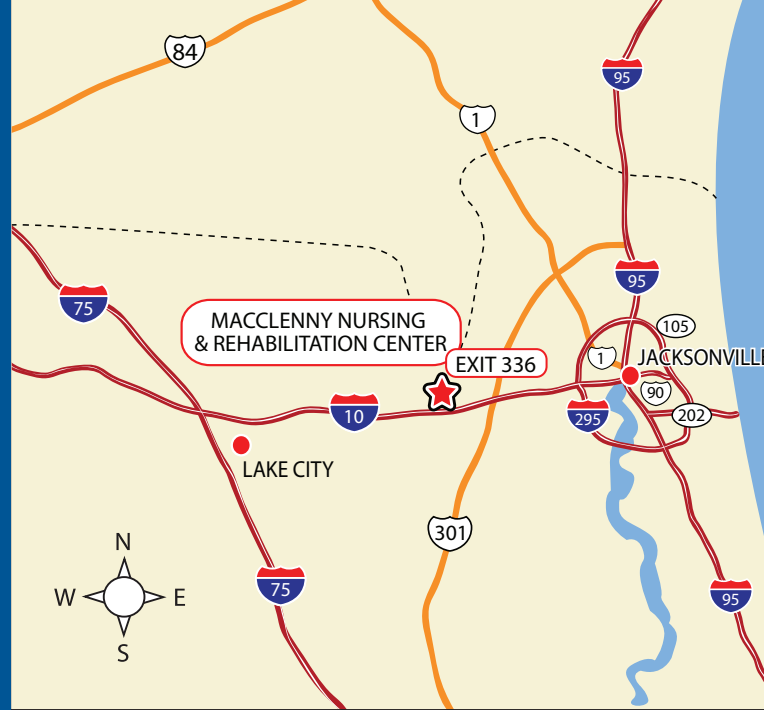 84
95
1
95
75
MACCLENNY NURSING
& REHABILITATION CENTER
EXIT 336
105
1
JACKSONVILLE
90
10
295
202
LAKE CITY
301
N
W
E
S
75
95